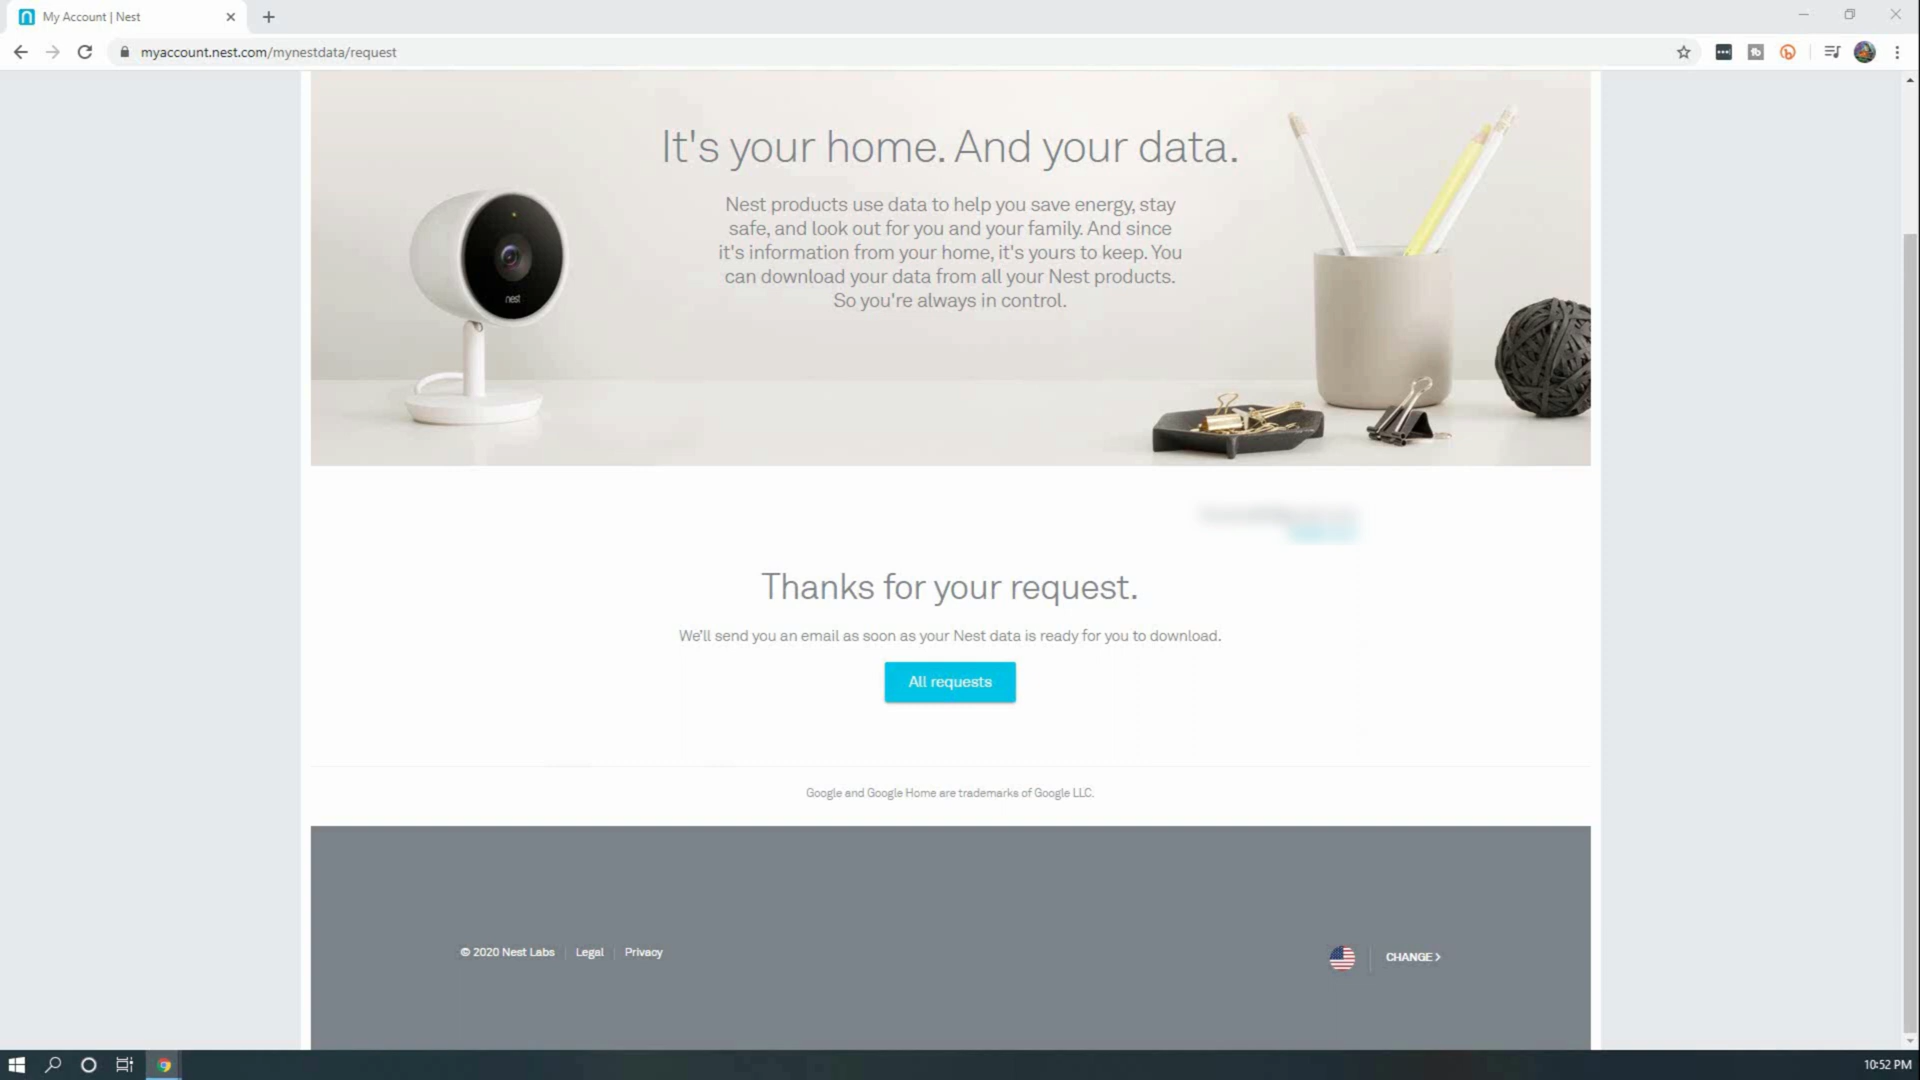 My Account | Nest
myaccount.nest.com/mynestdata/request
It's your home. And your data.
Nest products use data to help you save energy, stay
safe, and look out for you and your family. And since
it's information from your home, it's yours to keep. You
can download your data from all your Nest products.
So you're always in control.
nest
Thanks for your request.
We'll send you an email as soon as your Nest data is ready for you to download.
All requests
Google and Google Home are trademarks of Google LLC.
© 2020 Nest Labs Legal Privacy
CHANGE >
10:52 PM